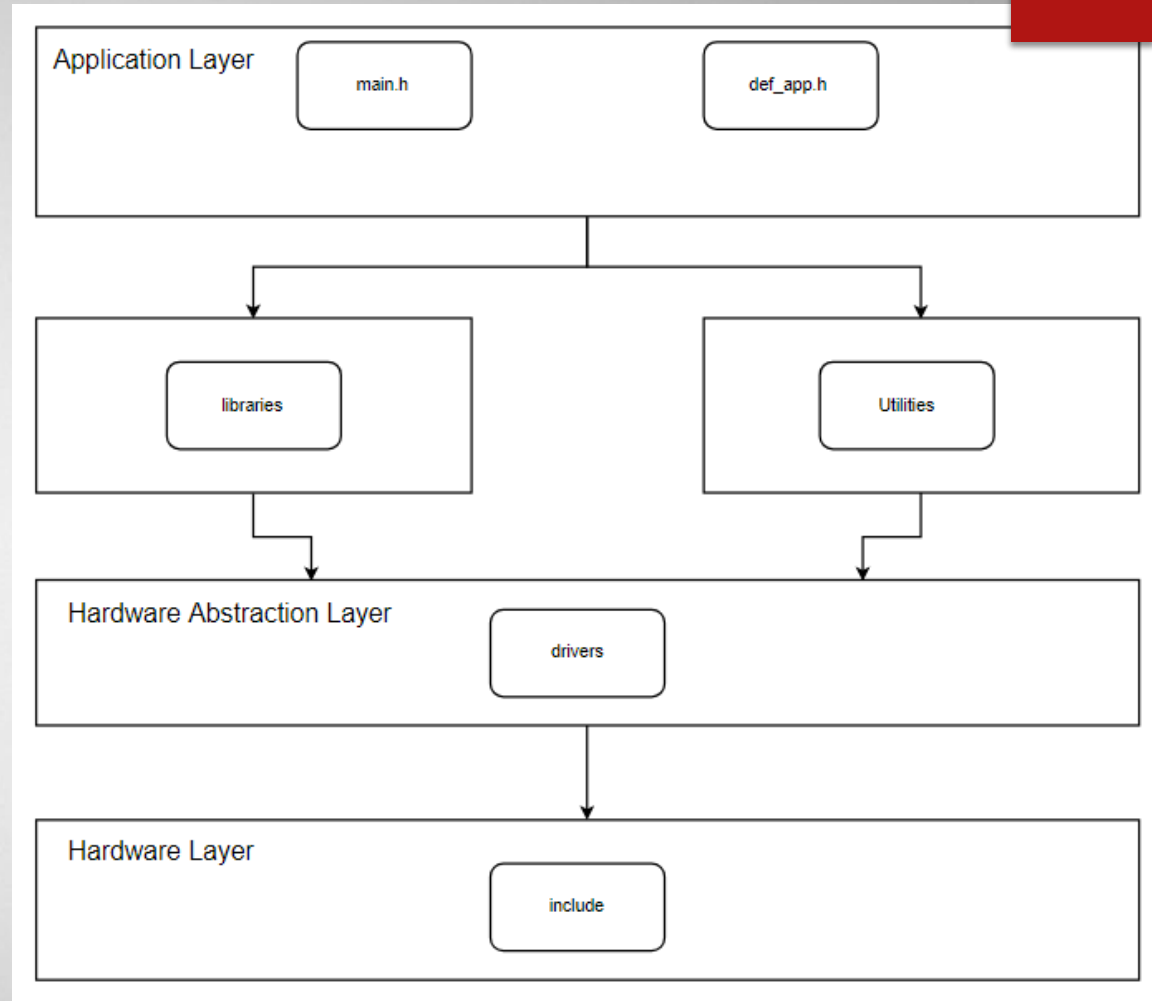 Application Layer
main.h
def_app.h
libraries
Utilities
Hardware Abstraction Layer
drivers
Hardware Layer
include